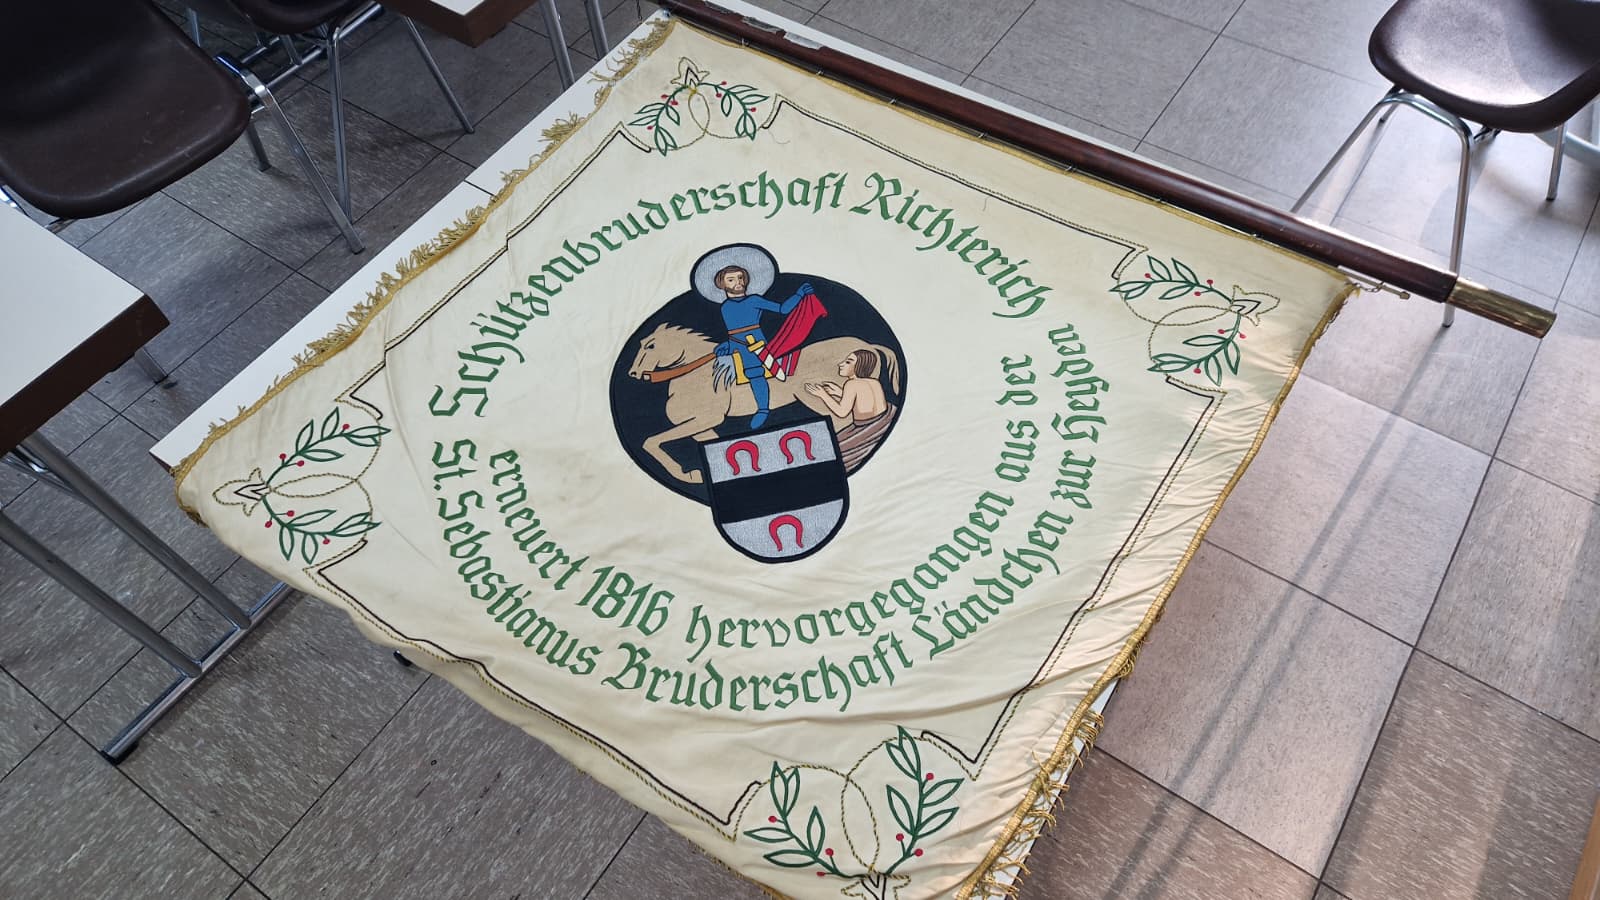 Schützenbruderschaft Richterich
erneuert 1816 hervorgegangen aus der
St. Sebastianus Bruderschaft Ländchen zur Heyden